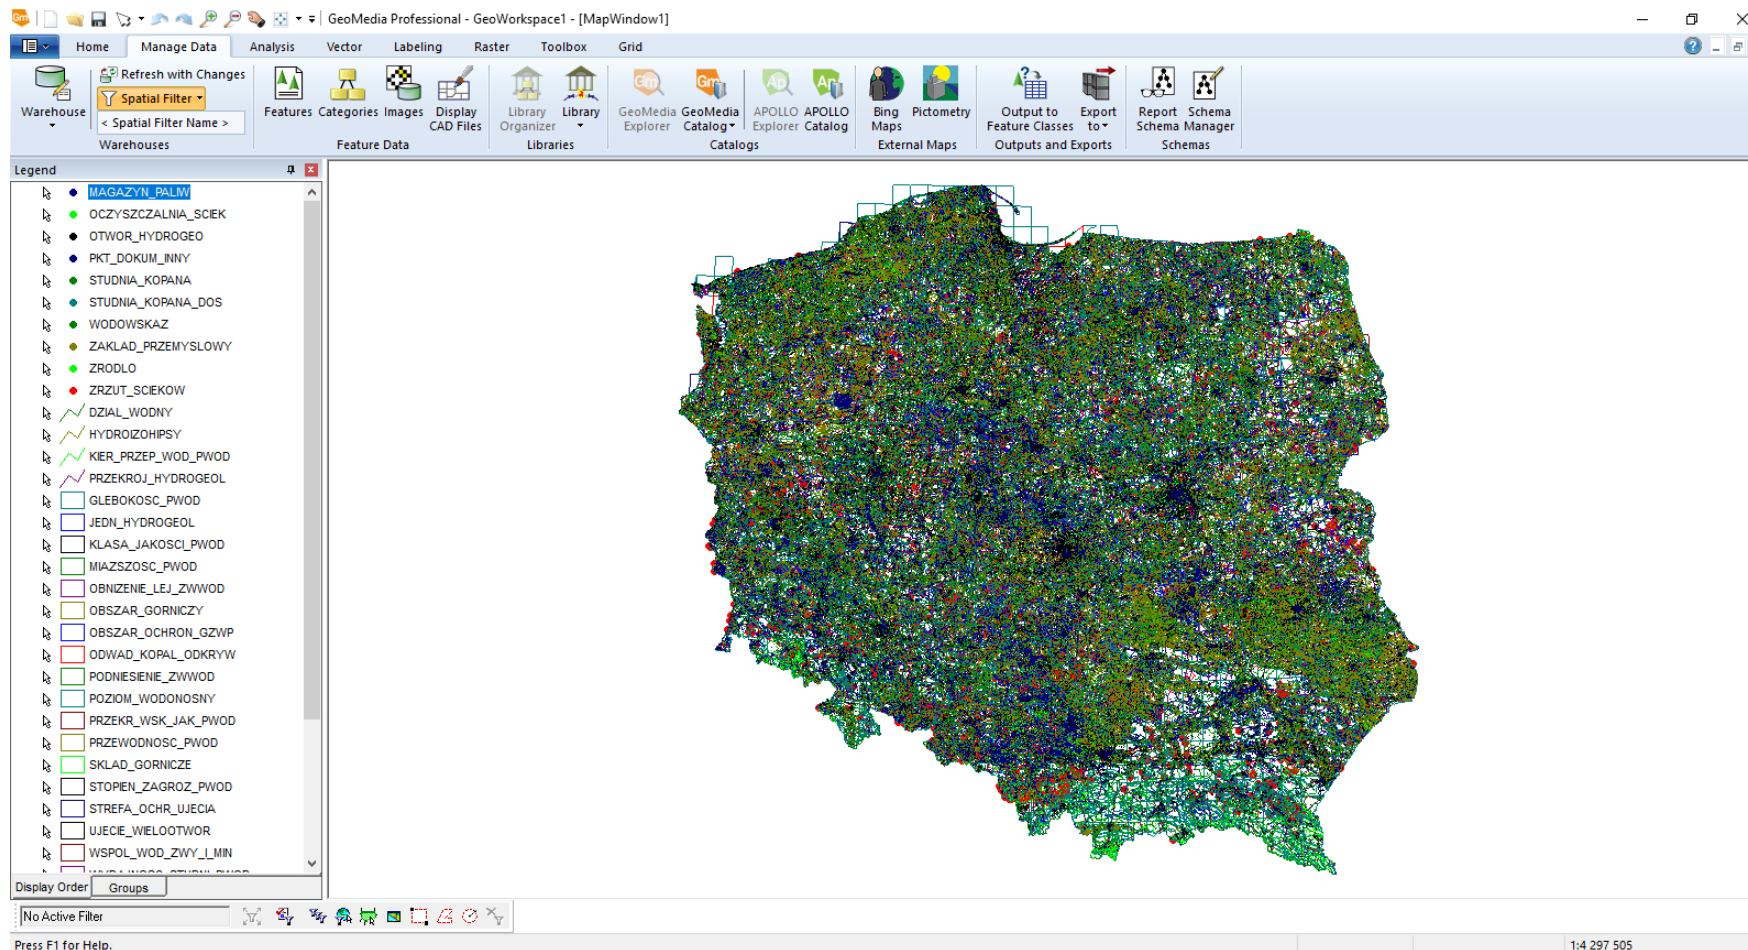 GeoMedia Professional - GeoWorkspace1 - [MapWindow1]
Home Manage Data Analysis Vector Labeling Raster Toolbox Grid
Warehouse
Refresh with Changes
Spatial Filter
< Spatial Filter Name >
Warehouses
Features Categories Images Display CAD Files
Feature Data
Library Organizer Library
Libraries
GeoMedia Explorer GeoMedia Catalog APOLLO Explorer APOLLO Catalog
Catalogs
Bing Maps Pictometry
External Maps
Output to Feature Classes Export to
Outputs and Exports
Report Schema Schema Manager
Schemas
Legend
MAGAZYN_PALIW
OCZYSZCZALNIA_SCIEK
OTWOR_HYDROGEO
PKT_DOKUM_INNY
STUDNIA_KOPANA
STUDNIA_KOPANA_DOS
WODOWSKAZ
ZAKLAD_PRZEMYSLOWY
ZRODLO
ZRZUT_SCIEKOW
DZIAL_WODNY
HYDROIZOHIPSY
KIER_PRZEP_WOD_PWOD
PRZEKROJ_HYDROGEOL
GLEBOKOSC_PWOD
JEDN_HYDROGEOL
KLASA_JAKOSCI_PWOD
MIAZSZOSC_PWOD
OBNIZENIE_LEJ_ZWWOD
OBSZAR_GORNICZY
OBSZAR_OCHRON_GZWP
ODWAD_KOPAL_ODKRYW
PODNIESIENIE_ZWWOD
POZIOM_WODONOSNY
PRZEKR_WSK_JAK_PWOD
PRZEWODNOSC_PWOD
SKLAD_GORNICZE
STOPIEN_ZAGROZ_PWOD
STREFA_OCHR_UJECIA
UJECIE_WIELOOTWOR
WSPOL_WOD_ZWY_I_MIN
Display Order Groups
No Active Filter
Press F1 for Help.
1:4 297 505